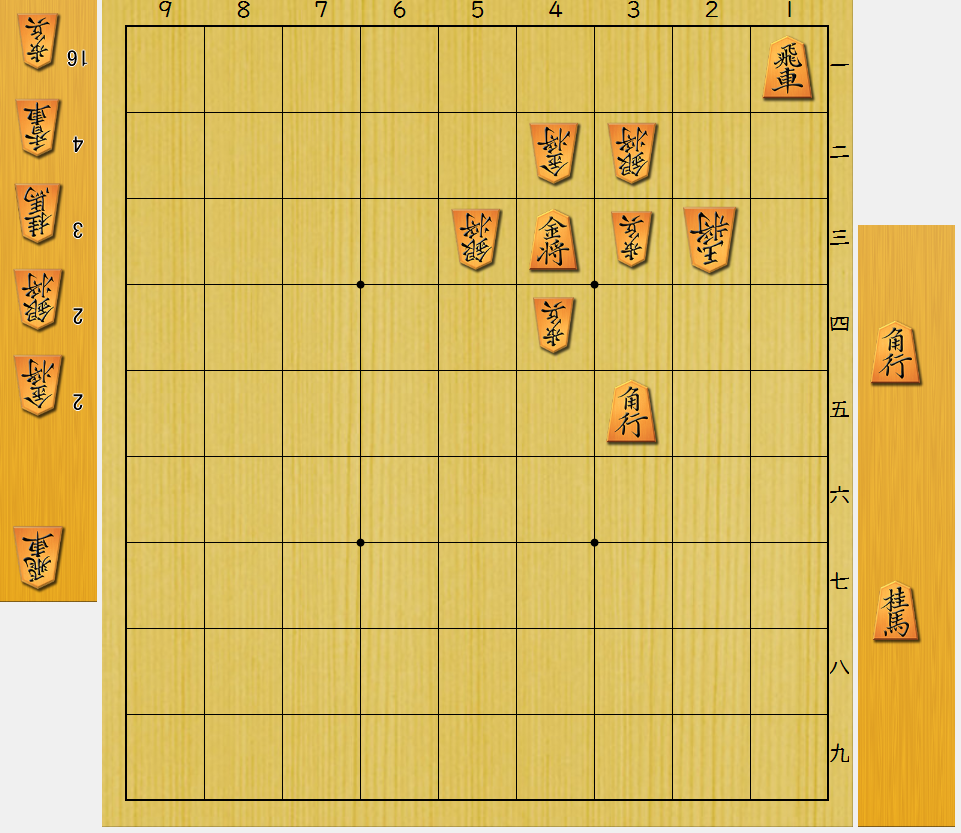 9 8 7 6 5 4 3 2 1
一
二
三
四
五
六
七
八
九
飛車
金将 銀将
銀将 金将 歩兵 玉将
歩兵
角行
歩兵 16
香車 4
桂馬 3
銀将 2
金将 2
飛車
角行
桂馬